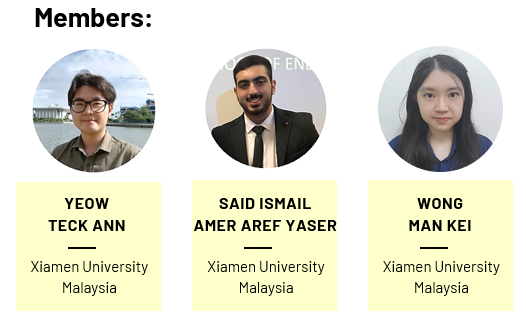 Members:
YEOW
TECK ANN
Xiamen University
Malaysia
SAID ISMAIL
AMER AREF YASER
Xiamen University
Malaysia
WONG
MAN KEI
Xiamen University
Malaysia